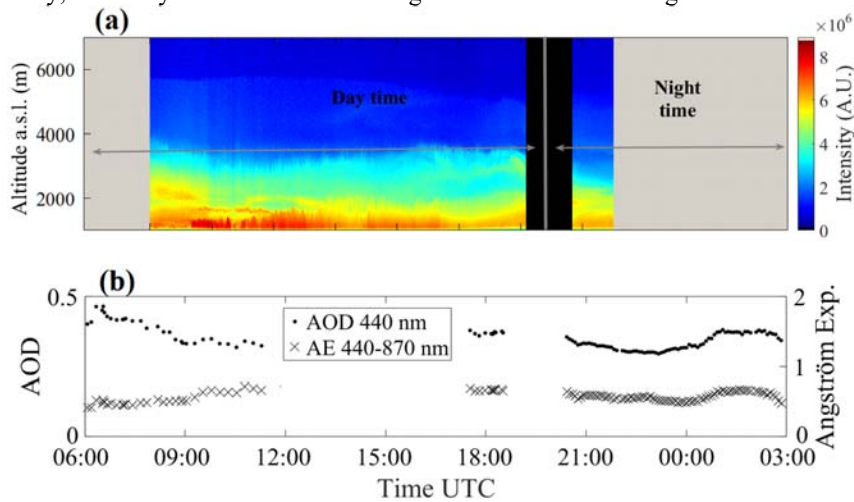 (a)
×10⁶
6000
4000
2000
Altitude a.s.l. (m)
Day time
Night
time
8
6
4
2
0
Intensity (A.U.)
(b)
0.5
0
AOD
AOD 440 nm
AE 440-870 nm
2
1
0
Angström Exp.
06:00 09:00 12:00 15:00 18:00 21:00 00:00 03:00
Time UTC